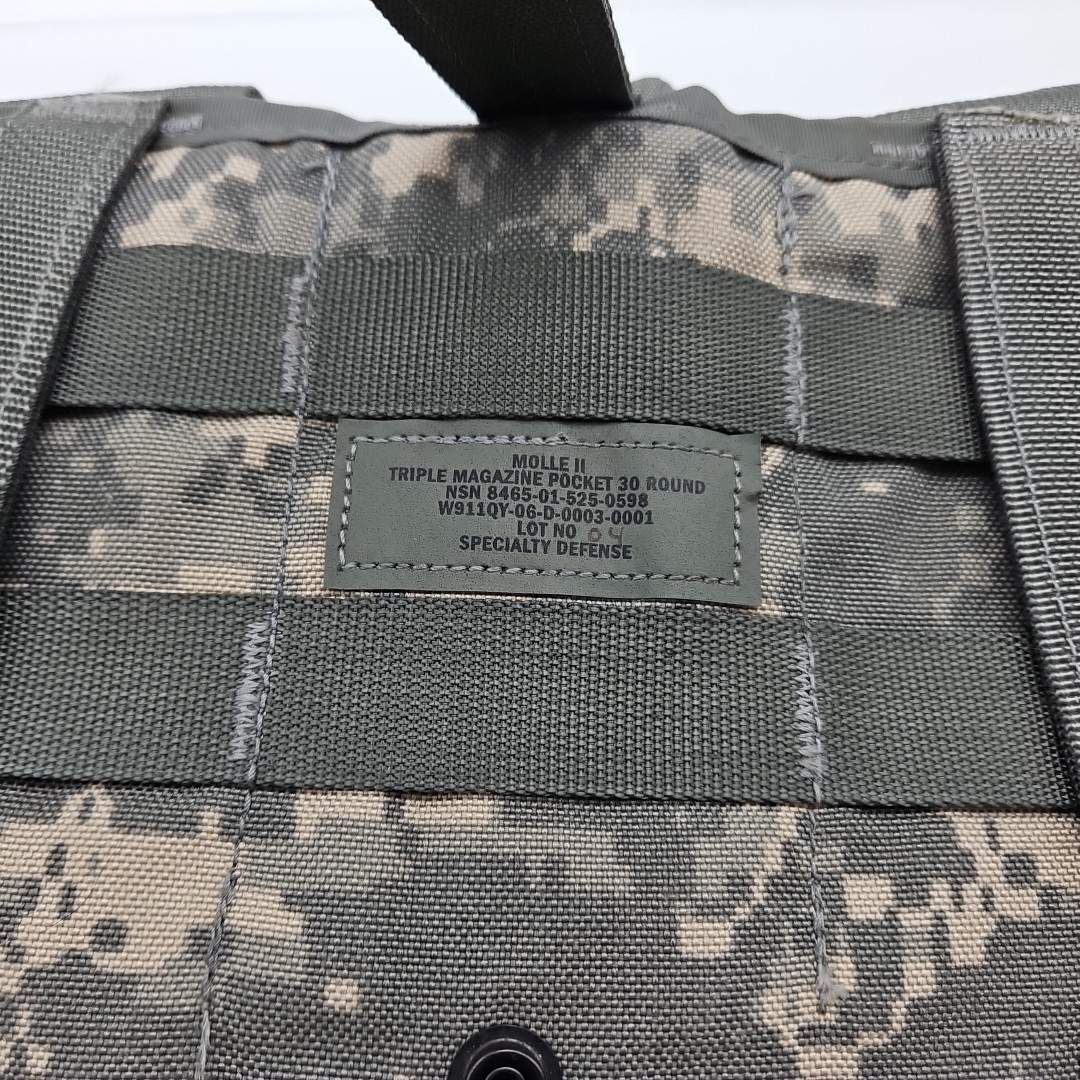 MOLLE II
TRIPLE MAGAZINE POCKET 30 ROUND
NSN 8465-01-525-0598
W911QY-06-D-0003-0001
LOT NO 04
SPECIALTY DEFENSE